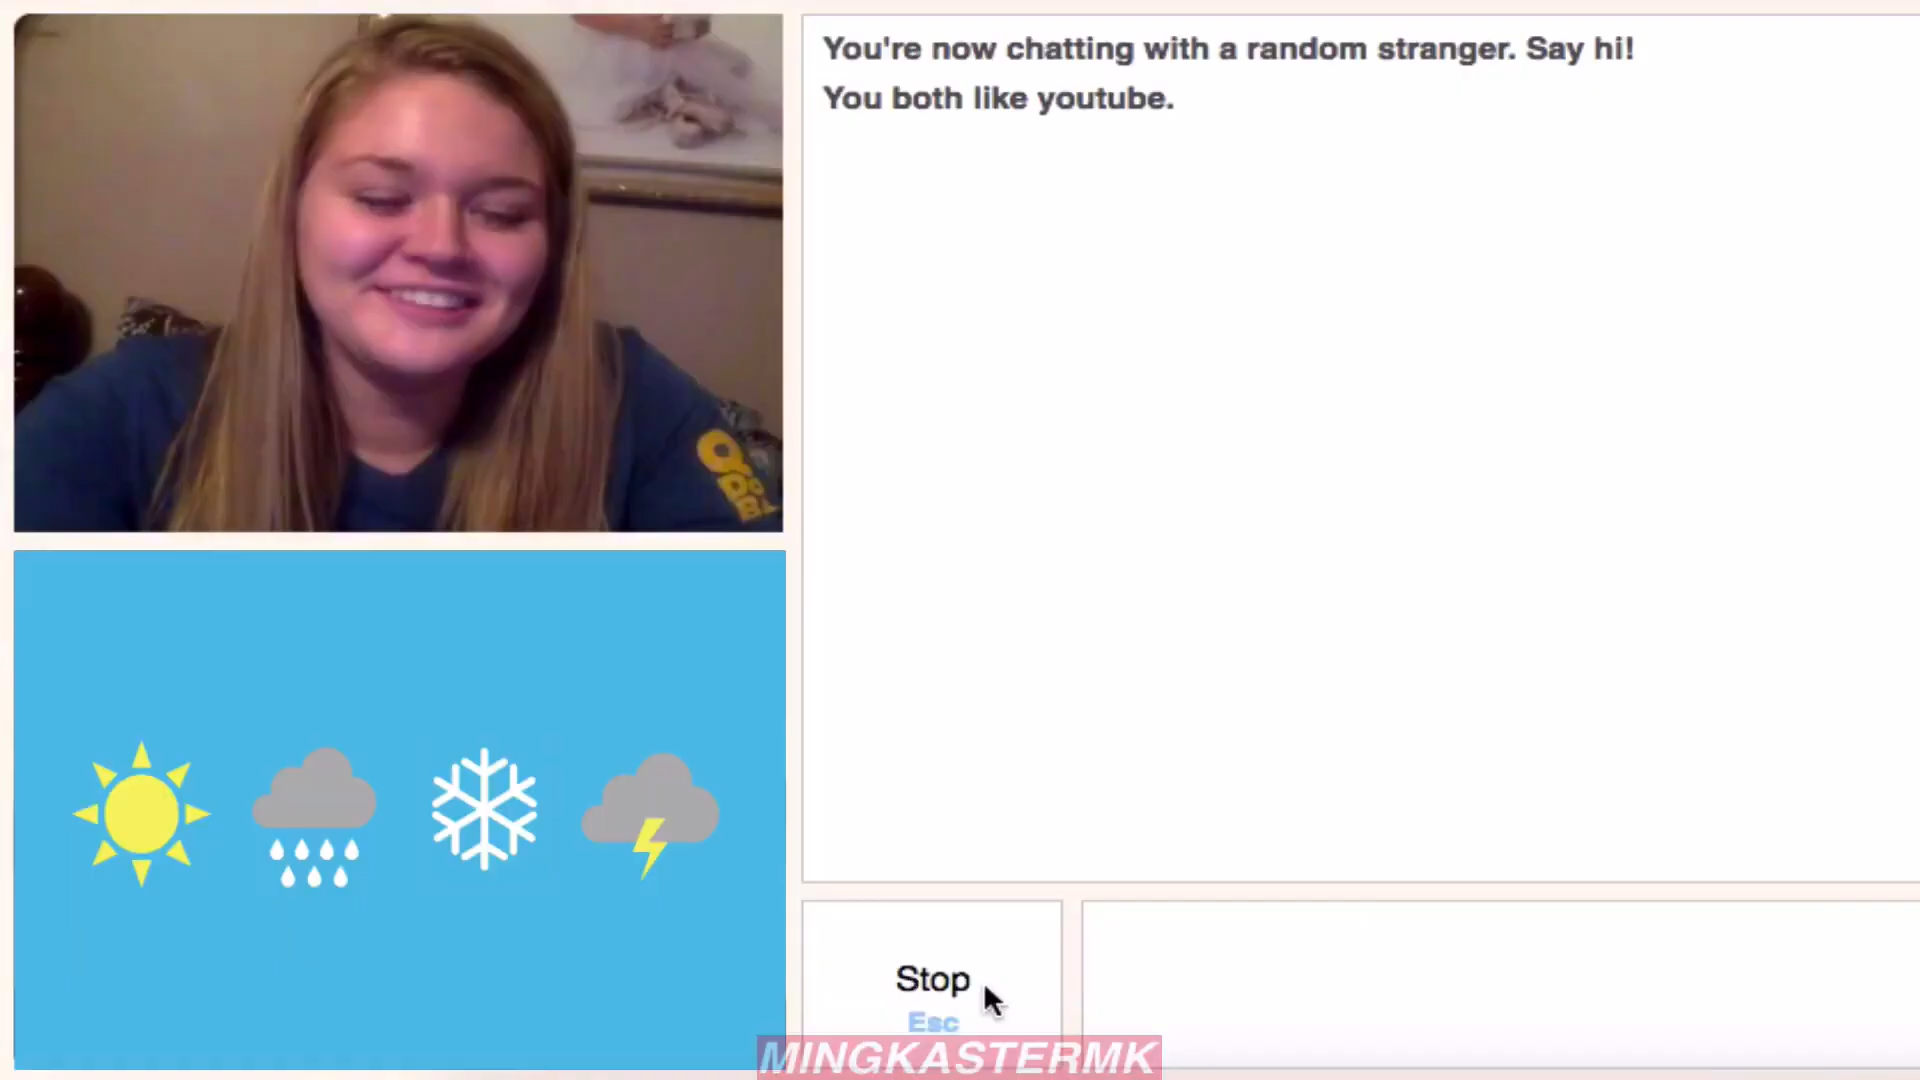 You're now chatting with a random stranger. Say hi!
You both like youtube.
Stop
Esc
MINGKASTERMK